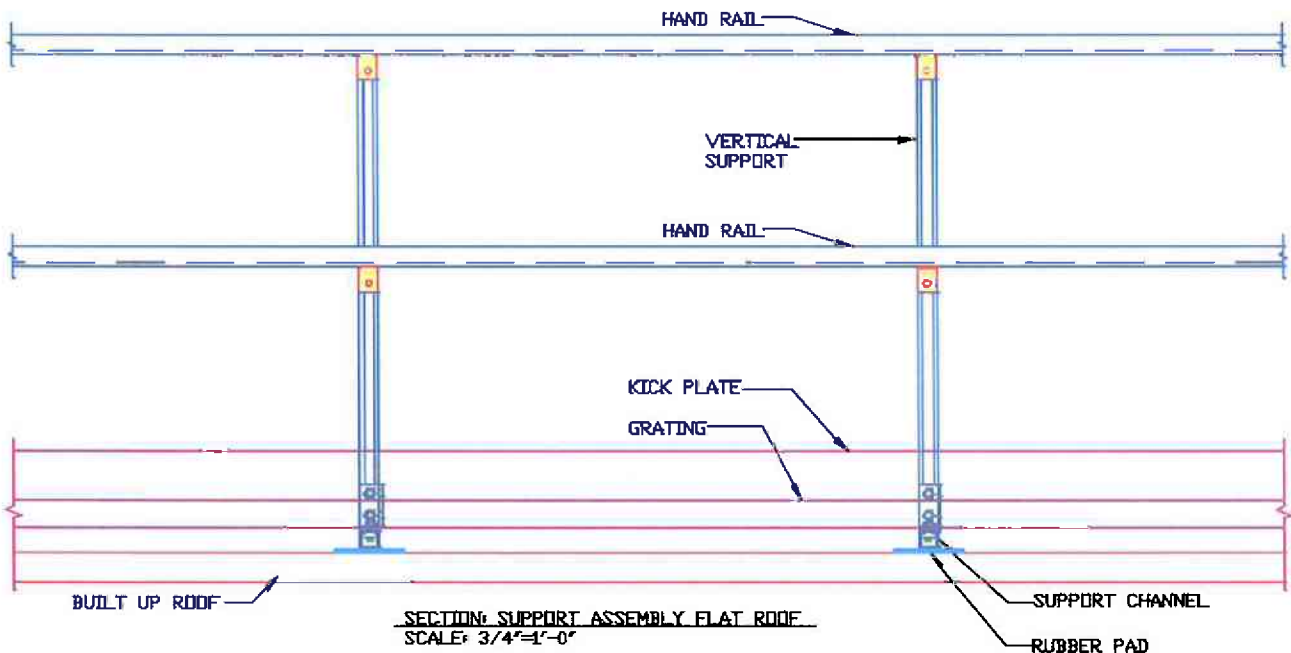 HAND RAIL
VERTICAL
SUPPORT
HAND RAIL
KICK PLATE
GRATING
BUILT UP ROOF
SUPPORT CHANNEL
SECTION: SUPPORT ASSEMBLY FLAT ROOF
SCALE: 3/4"=1'-0"
RUBBER PAD